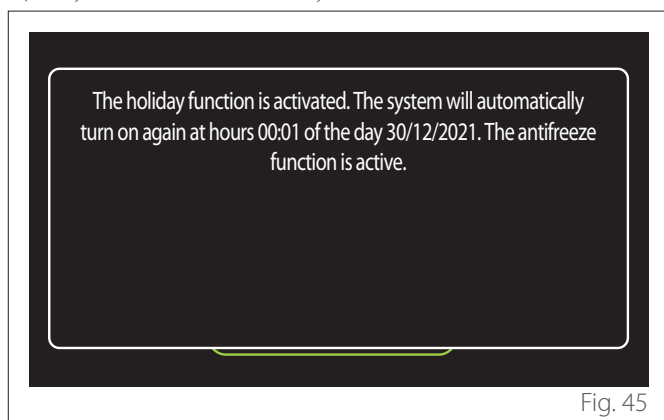 The holiday function is activated. The system will automatically
turn on again at hours 00:01 of the day 30/12/2021. The antifreeze
function is active.
Fig. 45